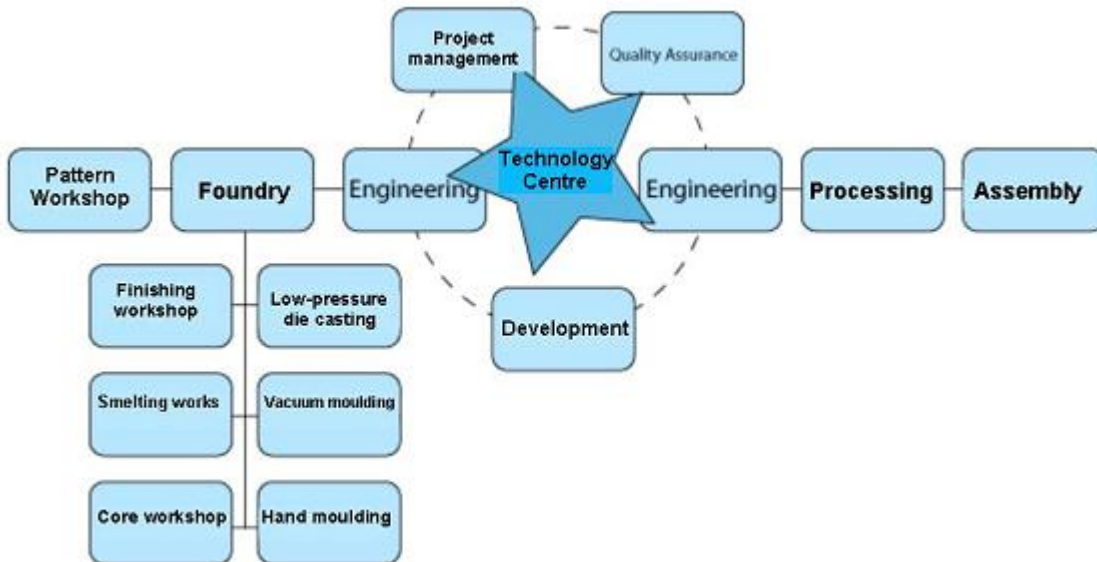 Project
management
Quality Assurance
Pattern
Workshop
Foundry
Engineering
Technology
Centre
Engineering
Processing
Assembly
Finishing
workshop
Low-pressure
die casting
Development
Smelting works
Vacuum moulding
Core workshop
Hand moulding